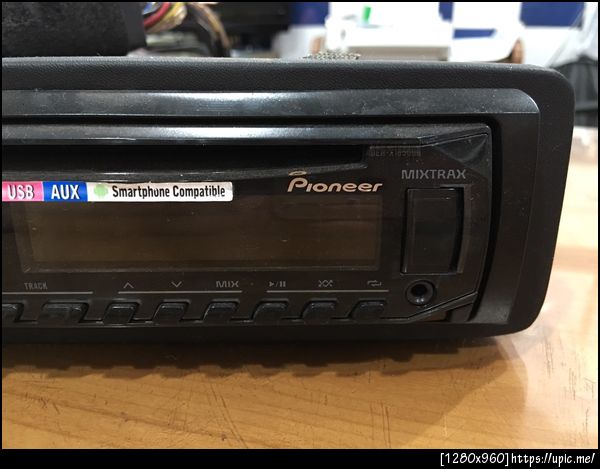 MIXTRAX
Pioneer
USB AUX Smartphone Compatible
TRACK MIX
[1280x960]https://upic.me/